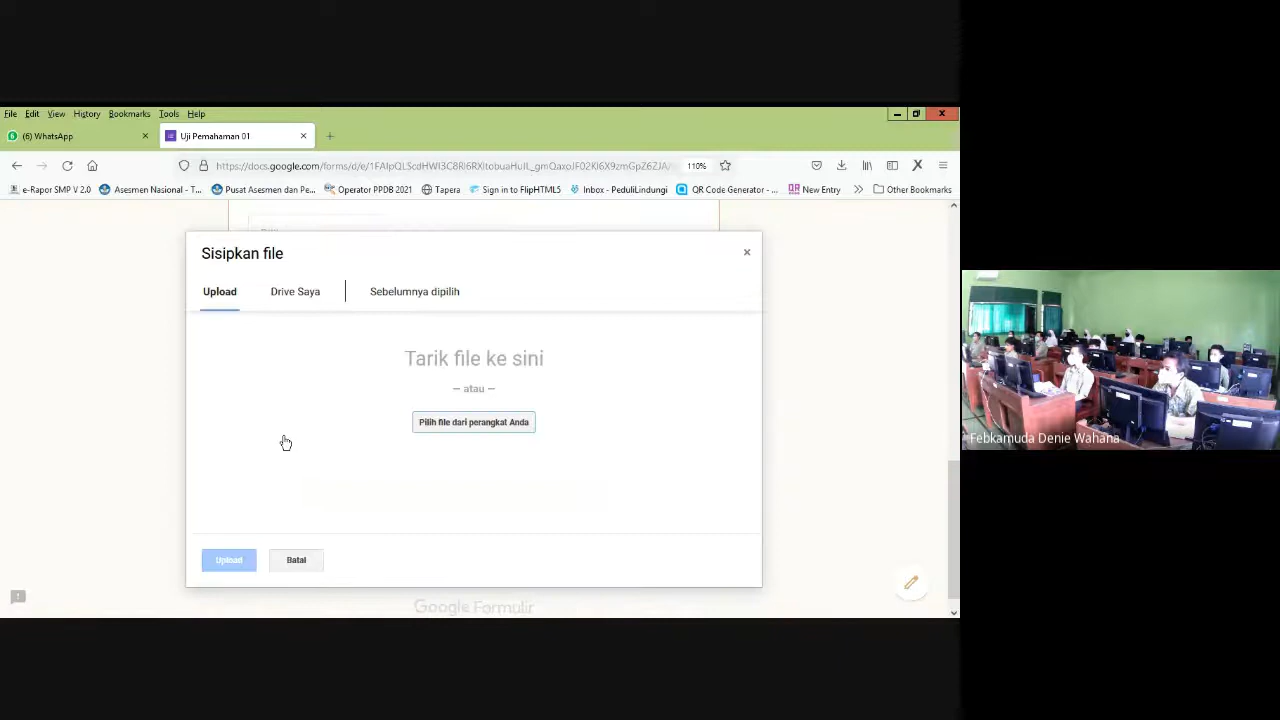 File Edit View History Bookmarks Tools Help
(6) WhatsApp
Uji Pemahaman 01
110%
e-Rapor SMP V 2.0 Asesmen Nasional - T... Pusat Asesmen dan Pe... Operator PPDB 2021 Tapera Sign in to FlipHTML5 Inbox - PeduliLindungi QR Code Generator - ... New Entry Other Bookmarks
Sisipkan file
Upload Drive Saya Sebelumnya dipilih
Tarik file ke sini
— atau —
Pilih file dari perangkat Anda
Febkamuda Denie Wahana
Upload Batal
Google Formulir